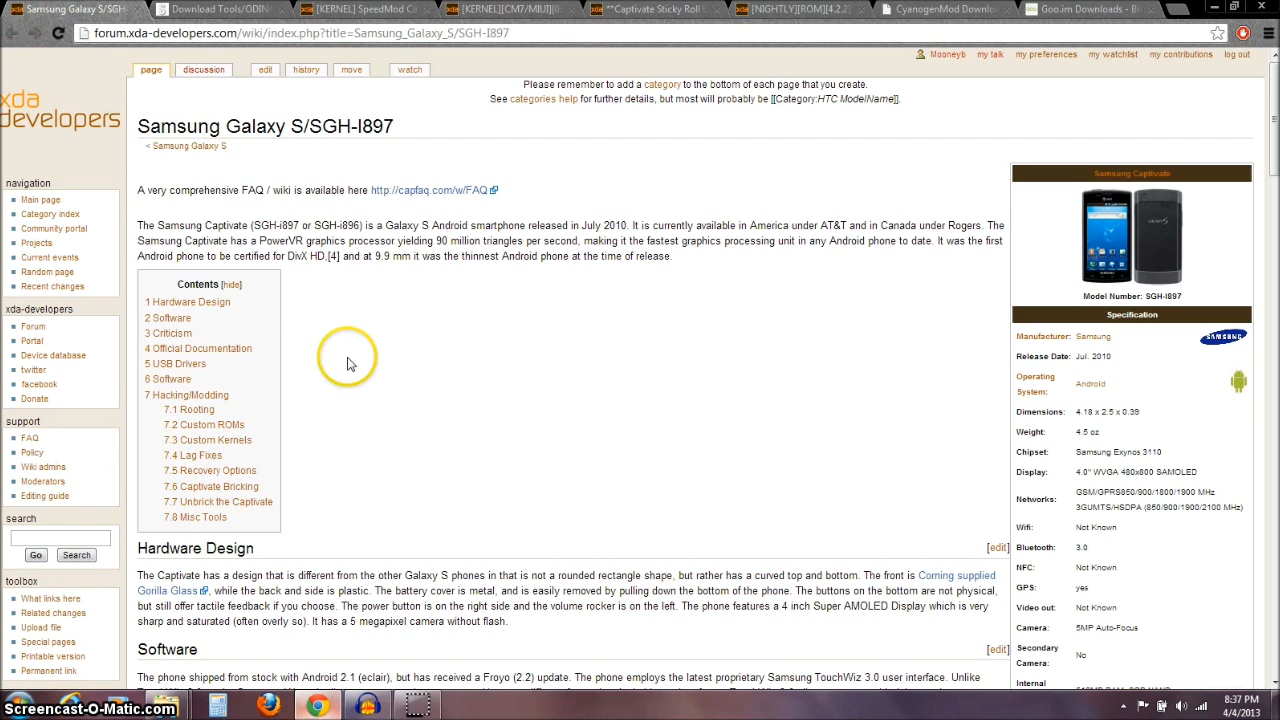 Samsung Galaxy S/SG
Download Tools/ODIN/
[KERNEL] SpeedMod Ca
[KERNEL][CM7/MIUI][0
**Captivate Sticky Roll
[NIGHTLY][ROM][4.2.2]
CyanogenMod Downlo
Goo.im Downloads - Br
forum.xda-developers.com/wiki/index.php?title=Samsung_Galaxy_S/SGH-I897
Mooneyb my talk my preferences my watchlist my contributions log out
page discussion edit history move watch
Please remember to add a category to the bottom of each page that you create.
See categories help for further details, but most will probably be [[Category:HTC ModelName]].
xda
developers
Samsung Galaxy S/SGH-I897
< Samsung Galaxy S
A very comprehensive FAQ / wiki is available here http://capfaq.com/w/FAQ
The Samsung Captivate (SGH-i897 or SGH-i896) is a Galaxy S Android smartphone released in July 2010. It is currently available in America under AT&T and in Canada under Rogers. The
Samsung Captivate has a PowerVR graphics processor yielding 90 million triangles per second, making it the fastest graphics processing unit in any Android phone to date. It was the first
Android phone to be certified for DivX HD,[4] and at 9.9 mm it was the thinnest Android phone at the time of release.
navigation
Main page
Category index
Community portal
Projects
Current events
Random page
Recent changes
xda-developers
Forum
Portal
Device database
twitter
facebook
Donate
support
FAQ
Policy
Wiki admins
Moderators
Editing guide
search
Go Search
toolbox
What links here
Related changes
Upload file
Special pages
Printable version
Permanent link
Contents [hide]
1 Hardware Design
2 Software
3 Criticism
4 Official Documentation
5 USB Drivers
6 Software
7 Hacking/Modding
7.1 Rooting
7.2 Custom ROMs
7.3 Custom Kernels
7.4 Lag Fixes
7.5 Recovery Options
7.6 Captivate Bricking
7.7 Unbrick the Captivate
7.8 Misc Tools
Hardware Design [edit]
The Captivate has a design that is different from the other Galaxy S phones in that is not a rounded rectangle shape, but rather has a curved top and bottom. The front is Corning supplied
Gorilla Glass, while the back and side is plastic. The battery cover is metal, and is easily removed by pulling down the bottom of the phone. The buttons on the bottom are not physical,
but still offer tactile feedback if you choose. The power button is on the right side and the volume rocker is on the left. The phone features a 4 inch Super AMOLED Display which is very
sharp and saturated (often overly so). It has a 5 megapixel camera without flash.
Software [edit]
The phone shipped from stock with Android 2.1 (eclair), but has received a Froyo (2.2) update. The phone employs the latest proprietary Samsung TouchWiz 3.0 user interface. Unlike
Samsung Captivate
Model Number: SGH-I897
Specification
Manufacturer: Samsung
SAMSUNG
Release Date: Jul. 2010
Operating System: Android
Dimensions: 4.18 x 2.5 x 0.39
Weight: 4.5 oz
Chipset: Samsung Exynos 3110
Display: 4.0" WVGA 480x800 SAMOLED
Networks: GSM/GPRS850/900/1800/1900 MHz
3GUMTS/HSDPA (850/900/1900/2100 MHz)
Wifi: Not Known
Bluetooth: 3.0
NFC: Not Known
GPS: yes
Video out: Not Known
Camera: 5MP Auto-Focus
Secondary Camera: No
Internal
Screencast-O-Matic.com
8:37 PM
4/4/2013